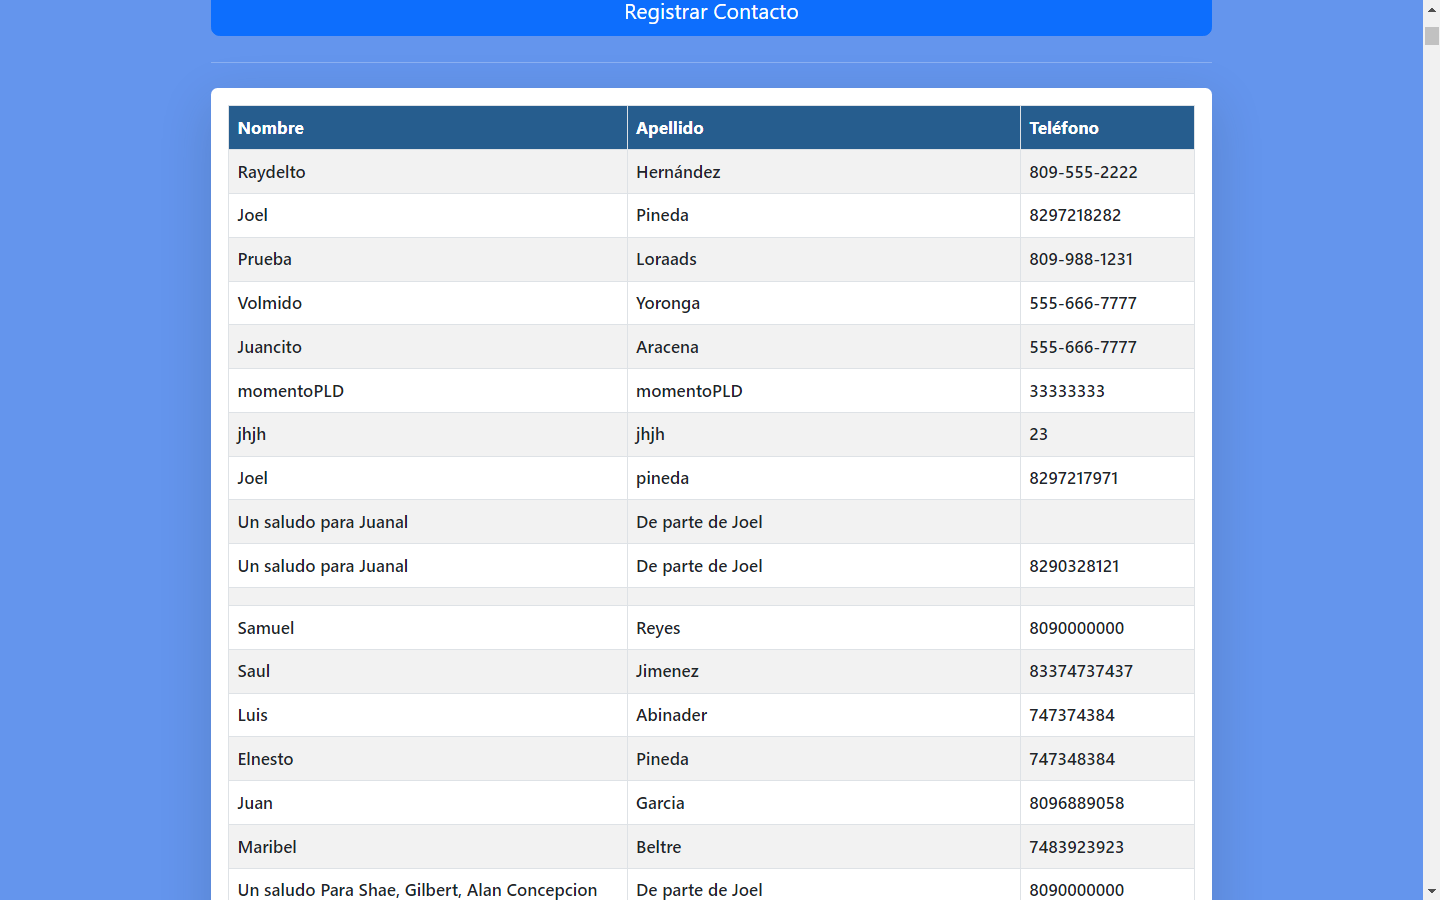 Registrar Contacto
Nombre Apellido Teléfono
Raydelto Hernández 809-555-2222
Joel Pineda 8297218282
Prueba Loraads 809-988-1231
Volmido Yoronga 555-666-7777
Juancito Aracena 555-666-7777
momentoPLD momentoPLD 33333333
jhjh jhjh 23
Joel pineda 8297217971
Un saludo para Juanal De parte de Joel
Un saludo para Juanal De parte de Joel 8290328121
Samuel Reyes 8090000000
Saul Jimenez 83374737437
Luis Abinader 747374384
Elnesto Pineda 747348384
Juan Garcia 8096889058
Maribel Beltre 7483923923
Un saludo Para Shae, Gilbert, Alan Concepcion De parte de Joel 8090000000